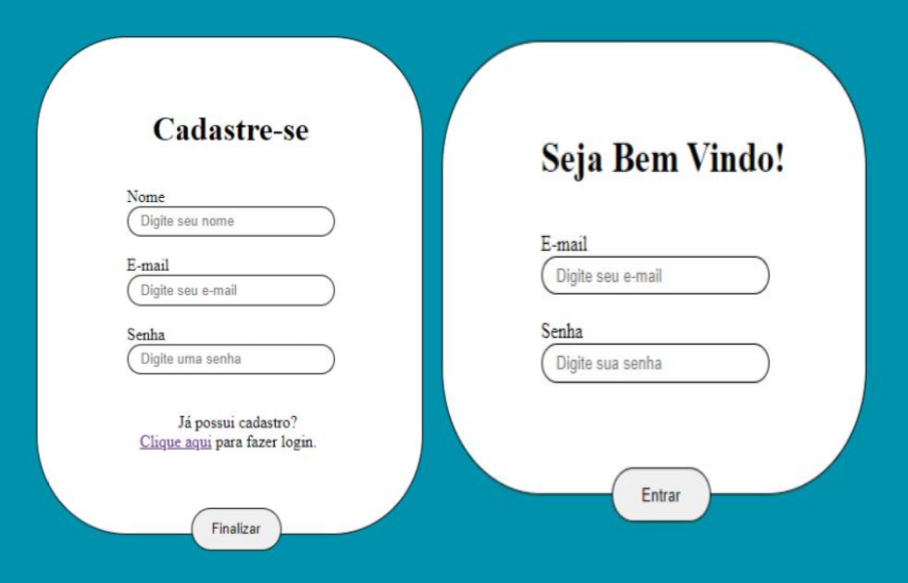 Cadastre-se
Nome
Digite seu nome
E-mail
Digite seu e-mail
Senha
Digite uma senha
Já possui cadastro?
Clique aqui para fazer login.
Finalizar
Seja Bem Vindo!
E-mail
Digite seu e-mail
Senha
Digite sua senha
Entrar